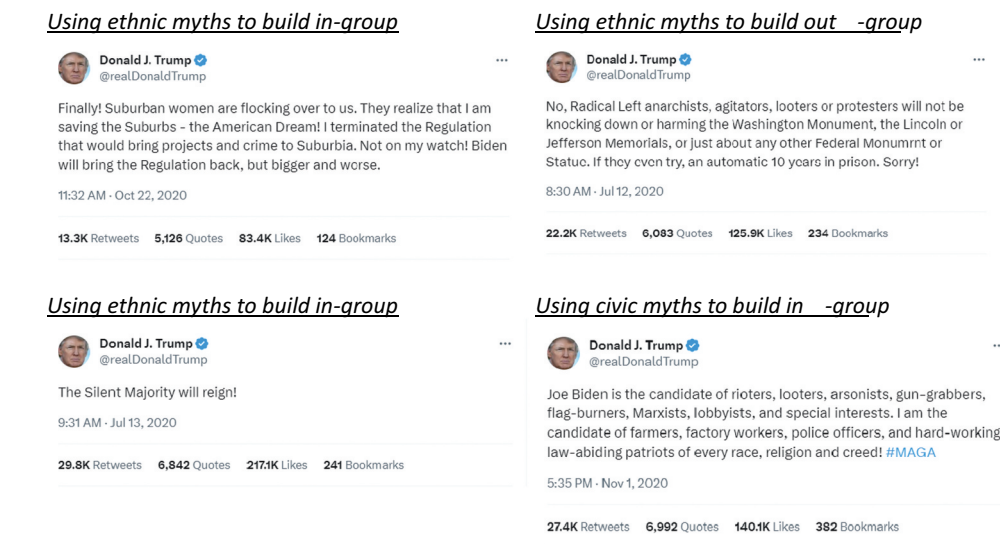 Using ethnic myths to build in-group
Donald J. Trump
@realDonaldTrump
Finally! Suburban women are flocking over to us. They realize that I am
saving the Suburbs - the American Dream! I terminated the Regulation
that would bring projects and crime to Suburbia. Not on my watch! Biden
will bring the Regulation back, but bigger and worse.
11:32 AM · Oct 22, 2020
13.3K Retweets 5,126 Quotes 83.4K Likes 124 Bookmarks
Using ethnic myths to build out -group
Donald J. Trump
@realDonaldTrump
No, Radical Left anarchists, agitators, looters or protesters will not be
knocking down or harming the Washington Monument, the Lincoln or
Jefferson Memorials, or just about any other Federal Monumrnt or
Statue. If they even try, an automatic 10 years in prison. Sorry!
8:30 AM · Jul 12, 2020
22.2K Retweets 6,083 Quotes 125.9K Likes 234 Bookmarks
Using ethnic myths to build in-group
Donald J. Trump
@realDonaldTrump
The Silent Majority will reign!
9:31 AM · Jul 13, 2020
29.8K Retweets 6,842 Quotes 217.1K Likes 241 Bookmarks
Using civic myths to build in -group
Donald J. Trump
@realDonaldTrump
Joe Biden is the candidate of rioters, looters, arsonists, gun-grabbers,
flag-burners, Marxists, lobbyists, and special interests. I am the
candidate of farmers, factory workers, police officers, and hard-working
law-abiding patriots of every race, religion and creed! #MAGA
5:35 PM · Nov 1, 2020
27.4K Retweets 6,992 Quotes 140.1K Likes 382 Bookmarks